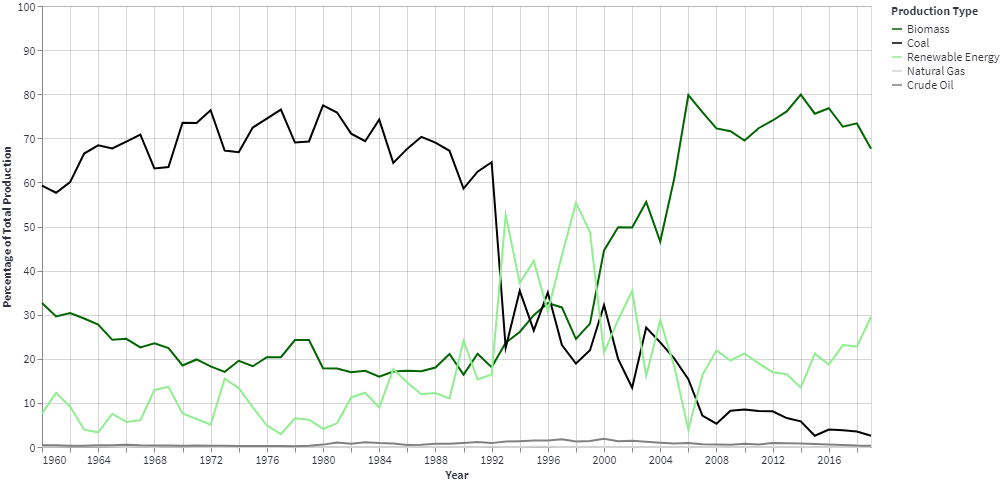 Percentage of Total Production
100
90
80
70
60
50
40
30
20
10
0
1960 1964 1968 1972 1976 1980 1984 1988 1992 1996 2000 2004 2008 2012 2016
Year
Production Type
Biomass
Coal
Renewable Energy
Natural Gas
Crude Oil